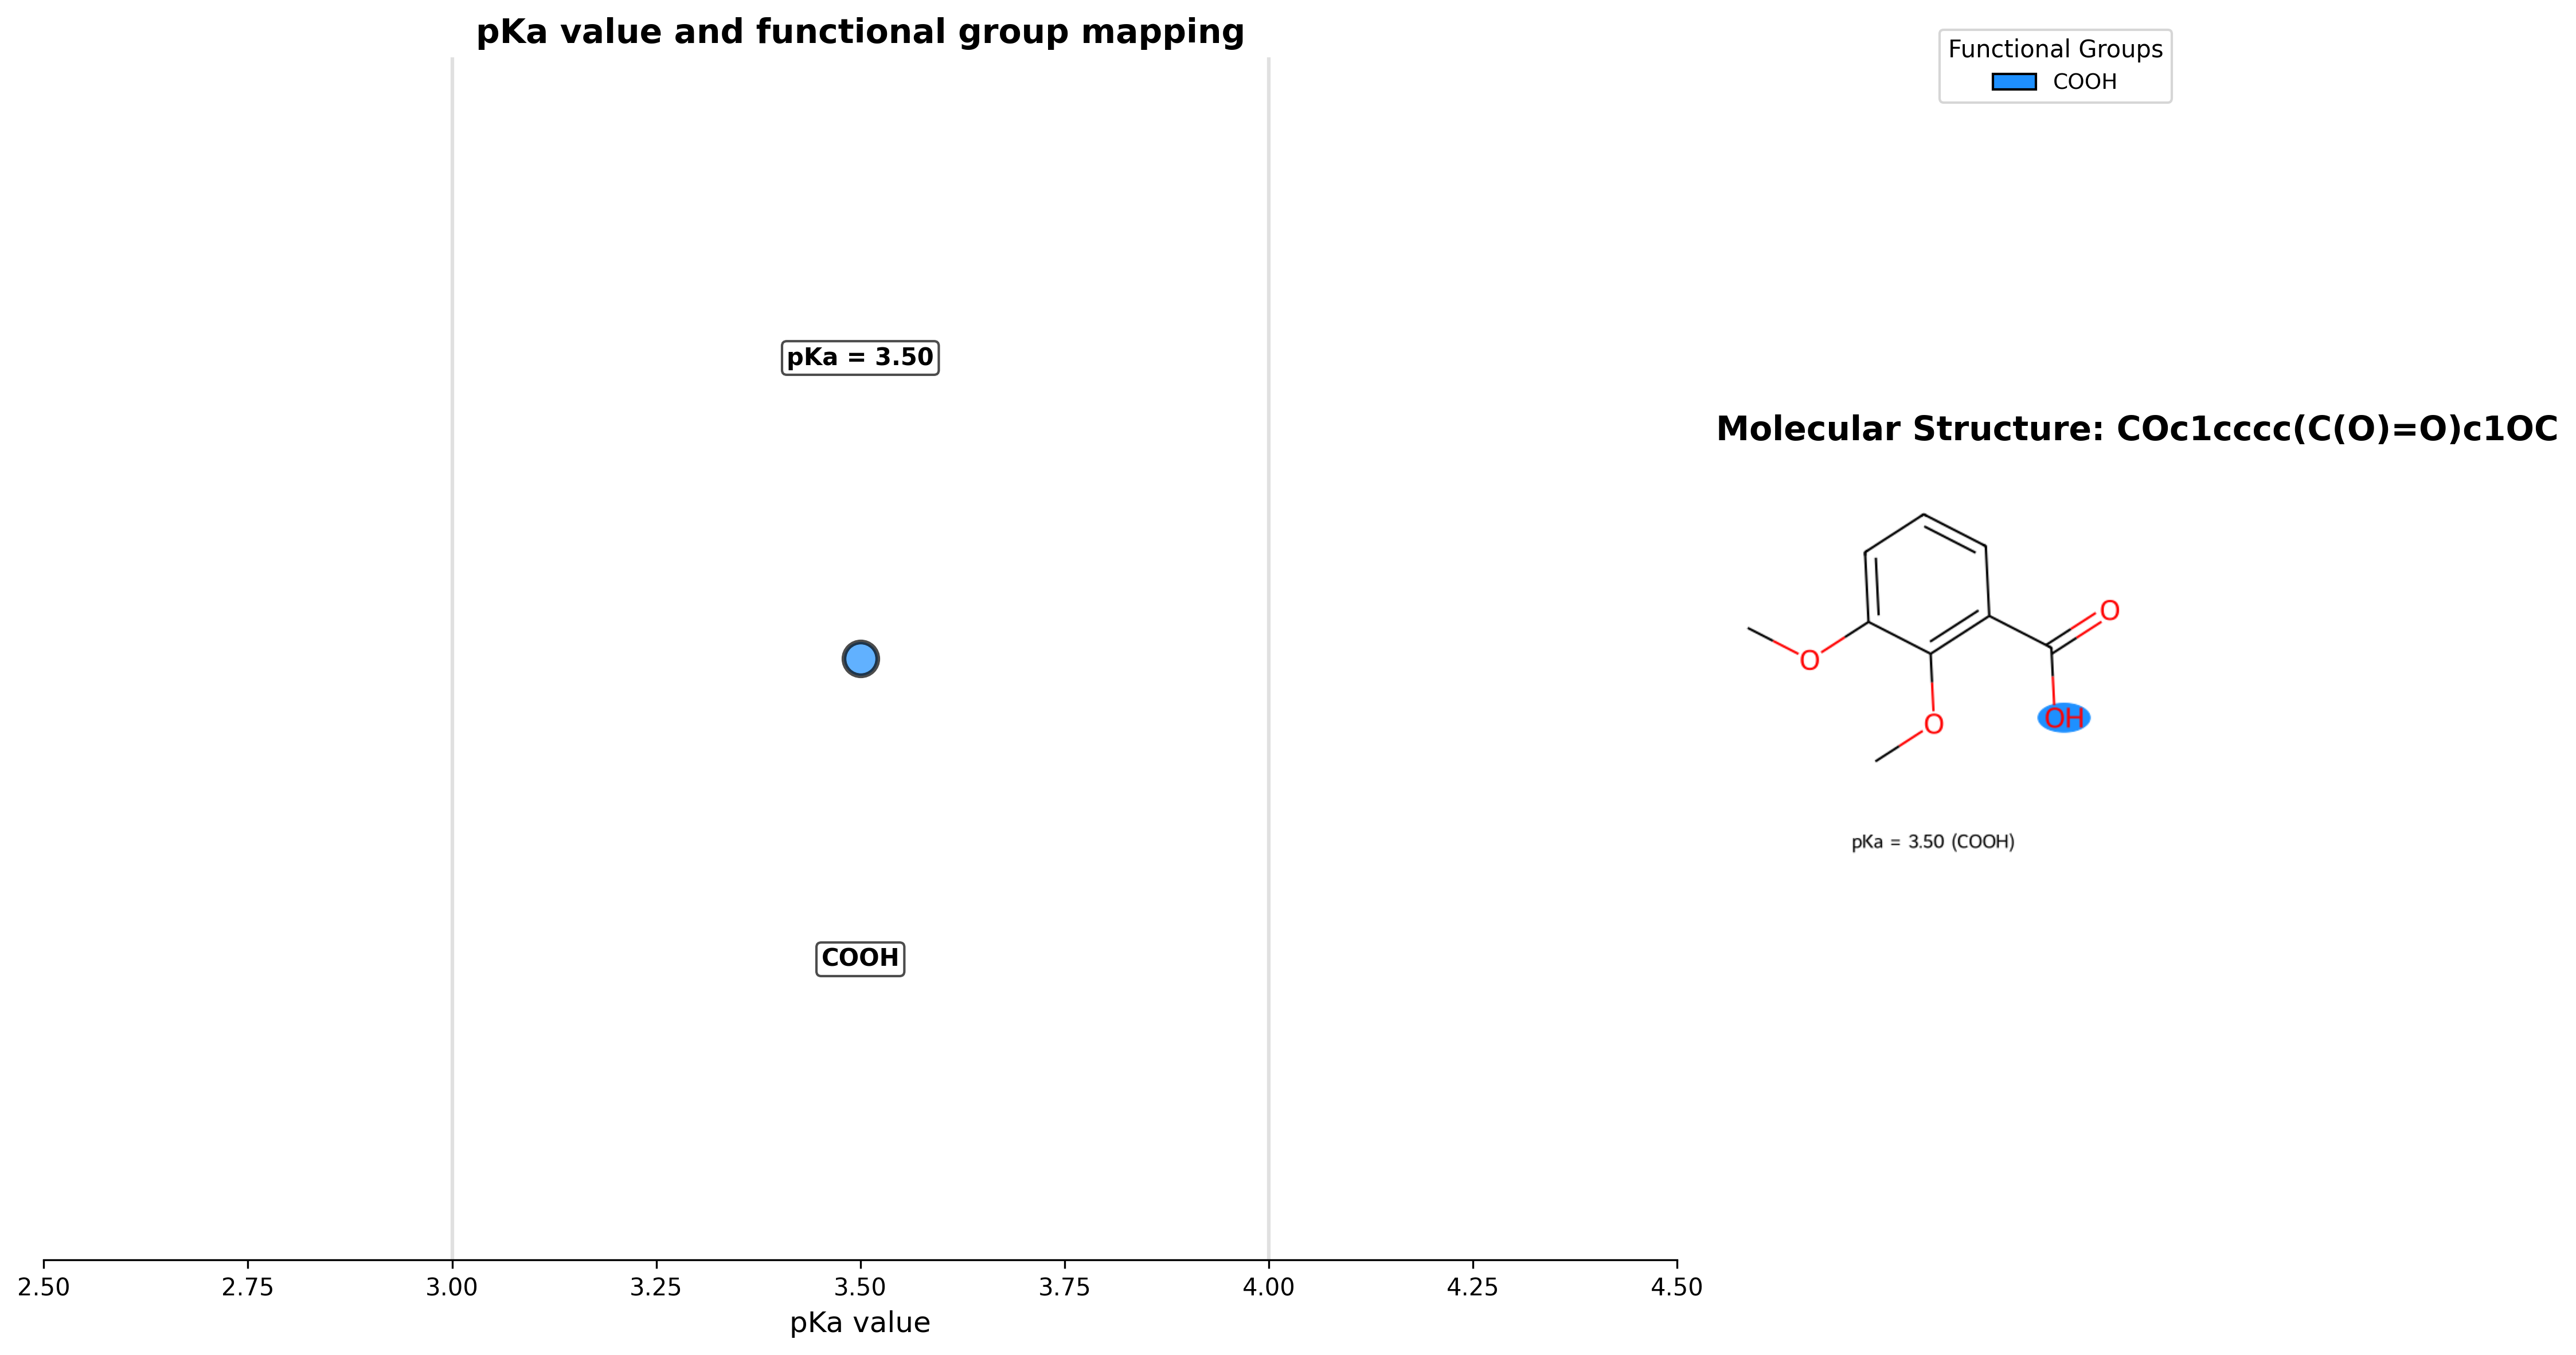 pKa value and functional group mapping
pKa = 3.50
COOH
2.50 2.75 3.00 3.25 3.50 3.75 4.00 4.25 4.50
pKa value
Functional Groups
COOH
Molecular Structure: COc1cccc(C(O)=O)c1OC
O
O
O
OH
pKa = 3.50 (COOH)